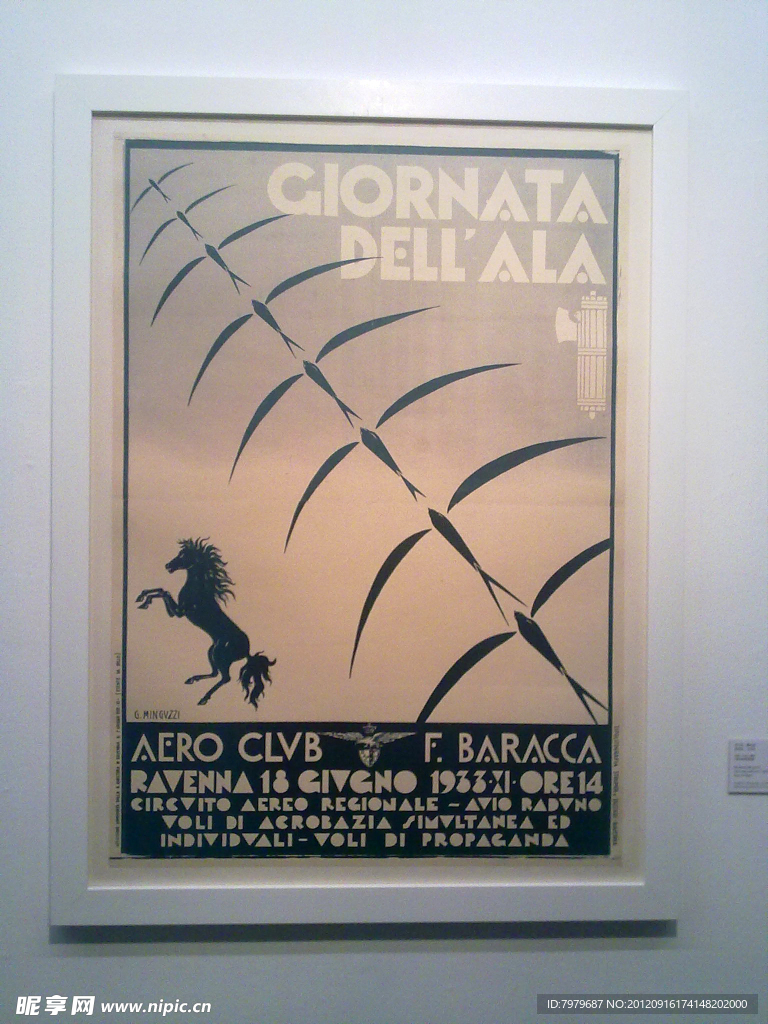 GIORNATA
DELL'ALA
G. MINGVZZI
AERO CLVB F. BARACCA
RAVENNA 18 GIVGNO 1933·XI·ORE 14
CIRCVITO AEREO REGIONALE – AVIO RADVNO
VOLI DI ACROBAZIA SIMVLTANEA ED
INDIVIDVALI – VOLI DI PROPAGANDA
昵享网 www.nipic.cn
ID:7979687 NO:20120916174148202000